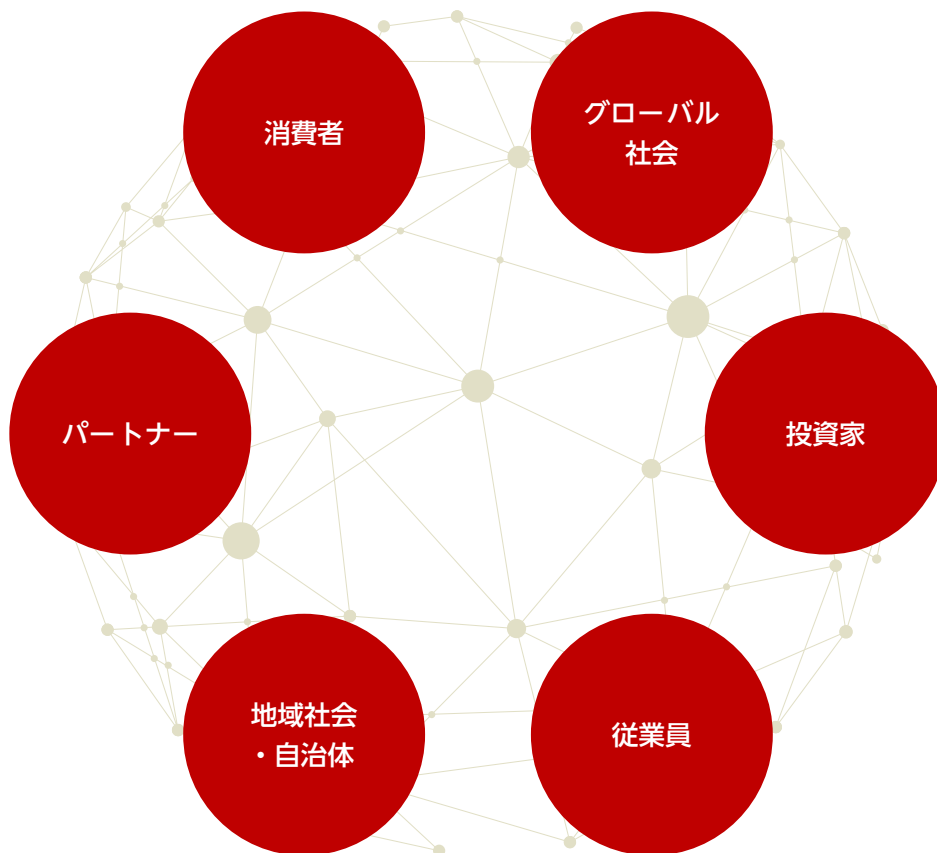 消費者
グローバル
社会
パートナー
投資家
地域社会
・自治体
従業員